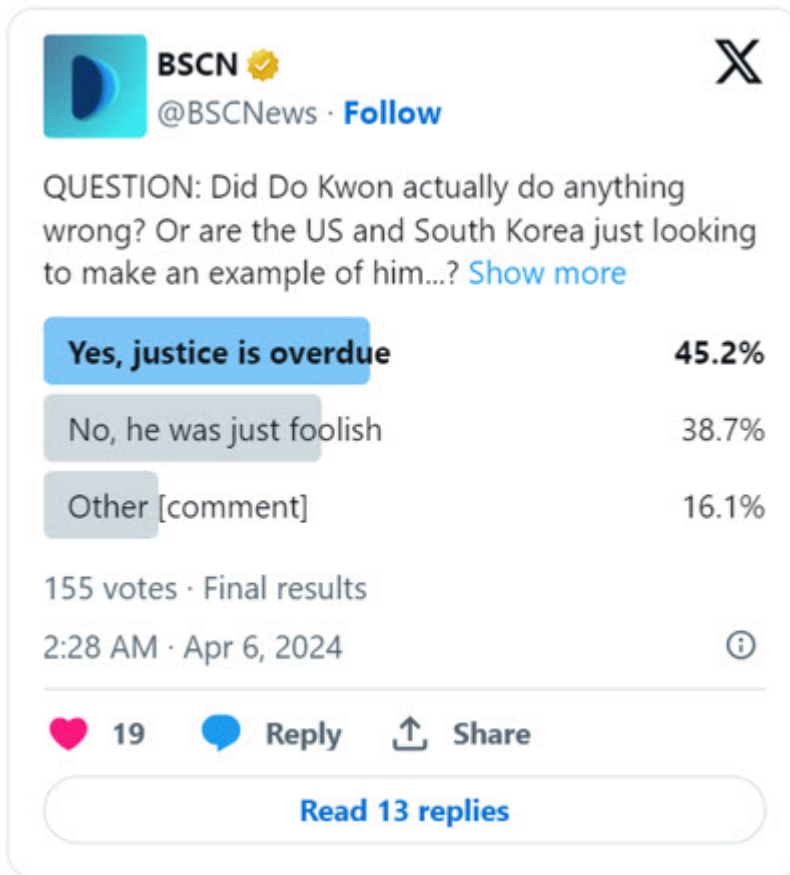 BSCN
@BSCNews · Follow
QUESTION: Did Do Kwon actually do anything
wrong? Or are the US and South Korea just looking
to make an example of him...? Show more
Yes, justice is overdue 45.2%
No, he was just foolish 38.7%
Other [comment] 16.1%
155 votes · Final results
2:28 AM · Apr 6, 2024
19 Reply Share
Read 13 replies